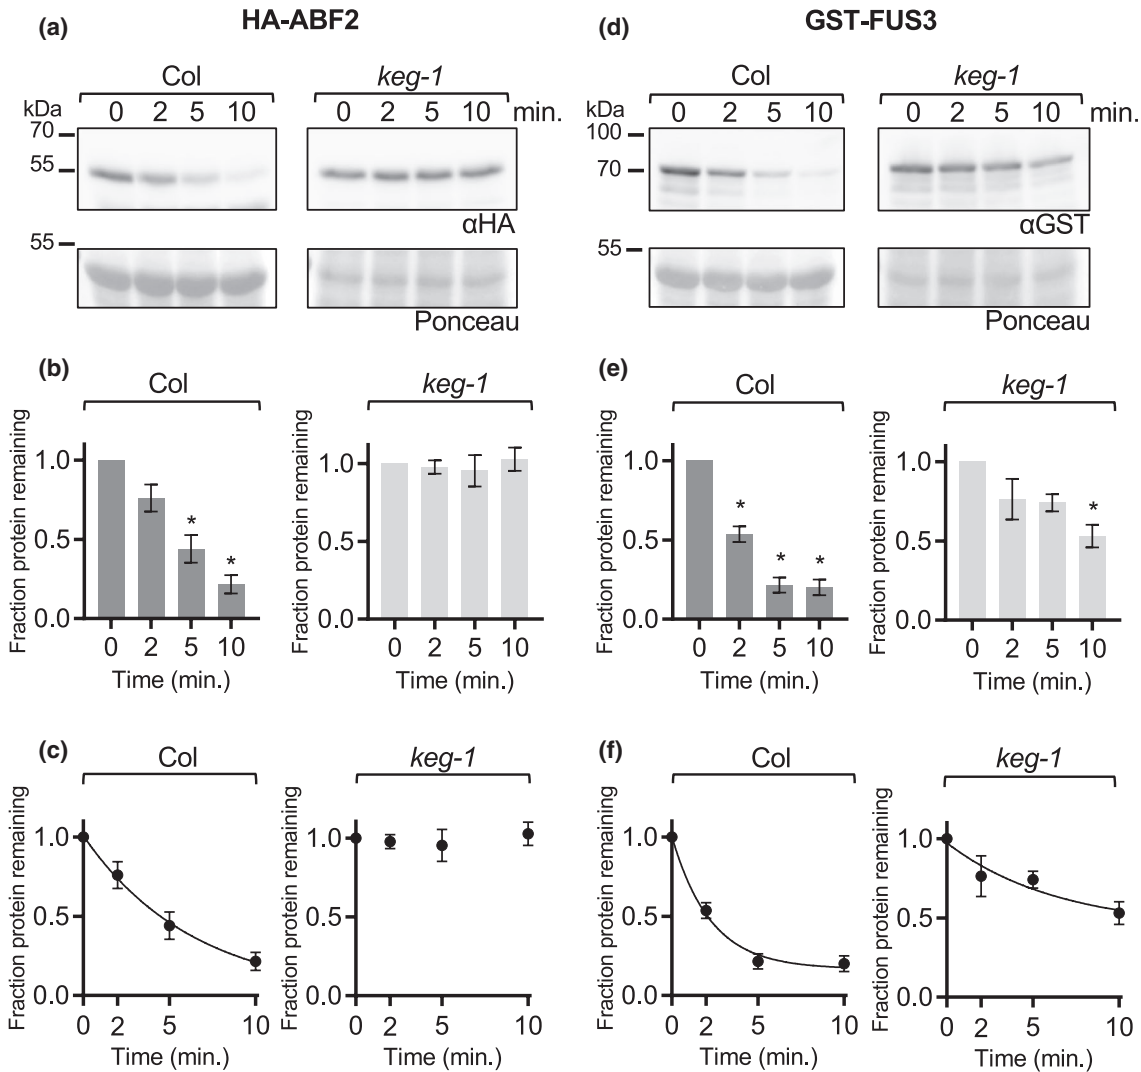 (a) HA-ABF2
Col keg-1
kDa 0 2 5 10 0 2 5 10 min.
70
55
αHA
55
Ponceau
(d) GST-FUS3
Col keg-1
0 2 5 10 0 2 5 10 min.
100
70
αGST
55
Ponceau
(b)
Col
Fraction protein remaining
1.0
0.5
0.0
* *
0 2 5 10
Time (min.)
keg-1
Fraction protein remaining
1.0
0.5
0.0
0 2 5 10
Time (min.)
(e)
Col
Fraction protein remaining
1.0
0.5
0.0
* * *
0 2 5 10
Time (min.)
keg-1
Fraction protein remaining
1.0
0.5
0.0
*
0 2 5 10
Time (min.)
(c)
Col
Fraction protein remaining
1.0
0.5
0.0
0 2 5 10
Time (min.)
keg-1
Fraction protein remaining
1.0
0.5
0.0
0 2 5 10
Time (min.)
(f)
Col
Fraction protein remaining
1.0
0.5
0.0
0 2 5 10
Time (min.)
keg-1
Fraction protein remaining
1.0
0.5
0.0
0 2 5 10
Time (min.)